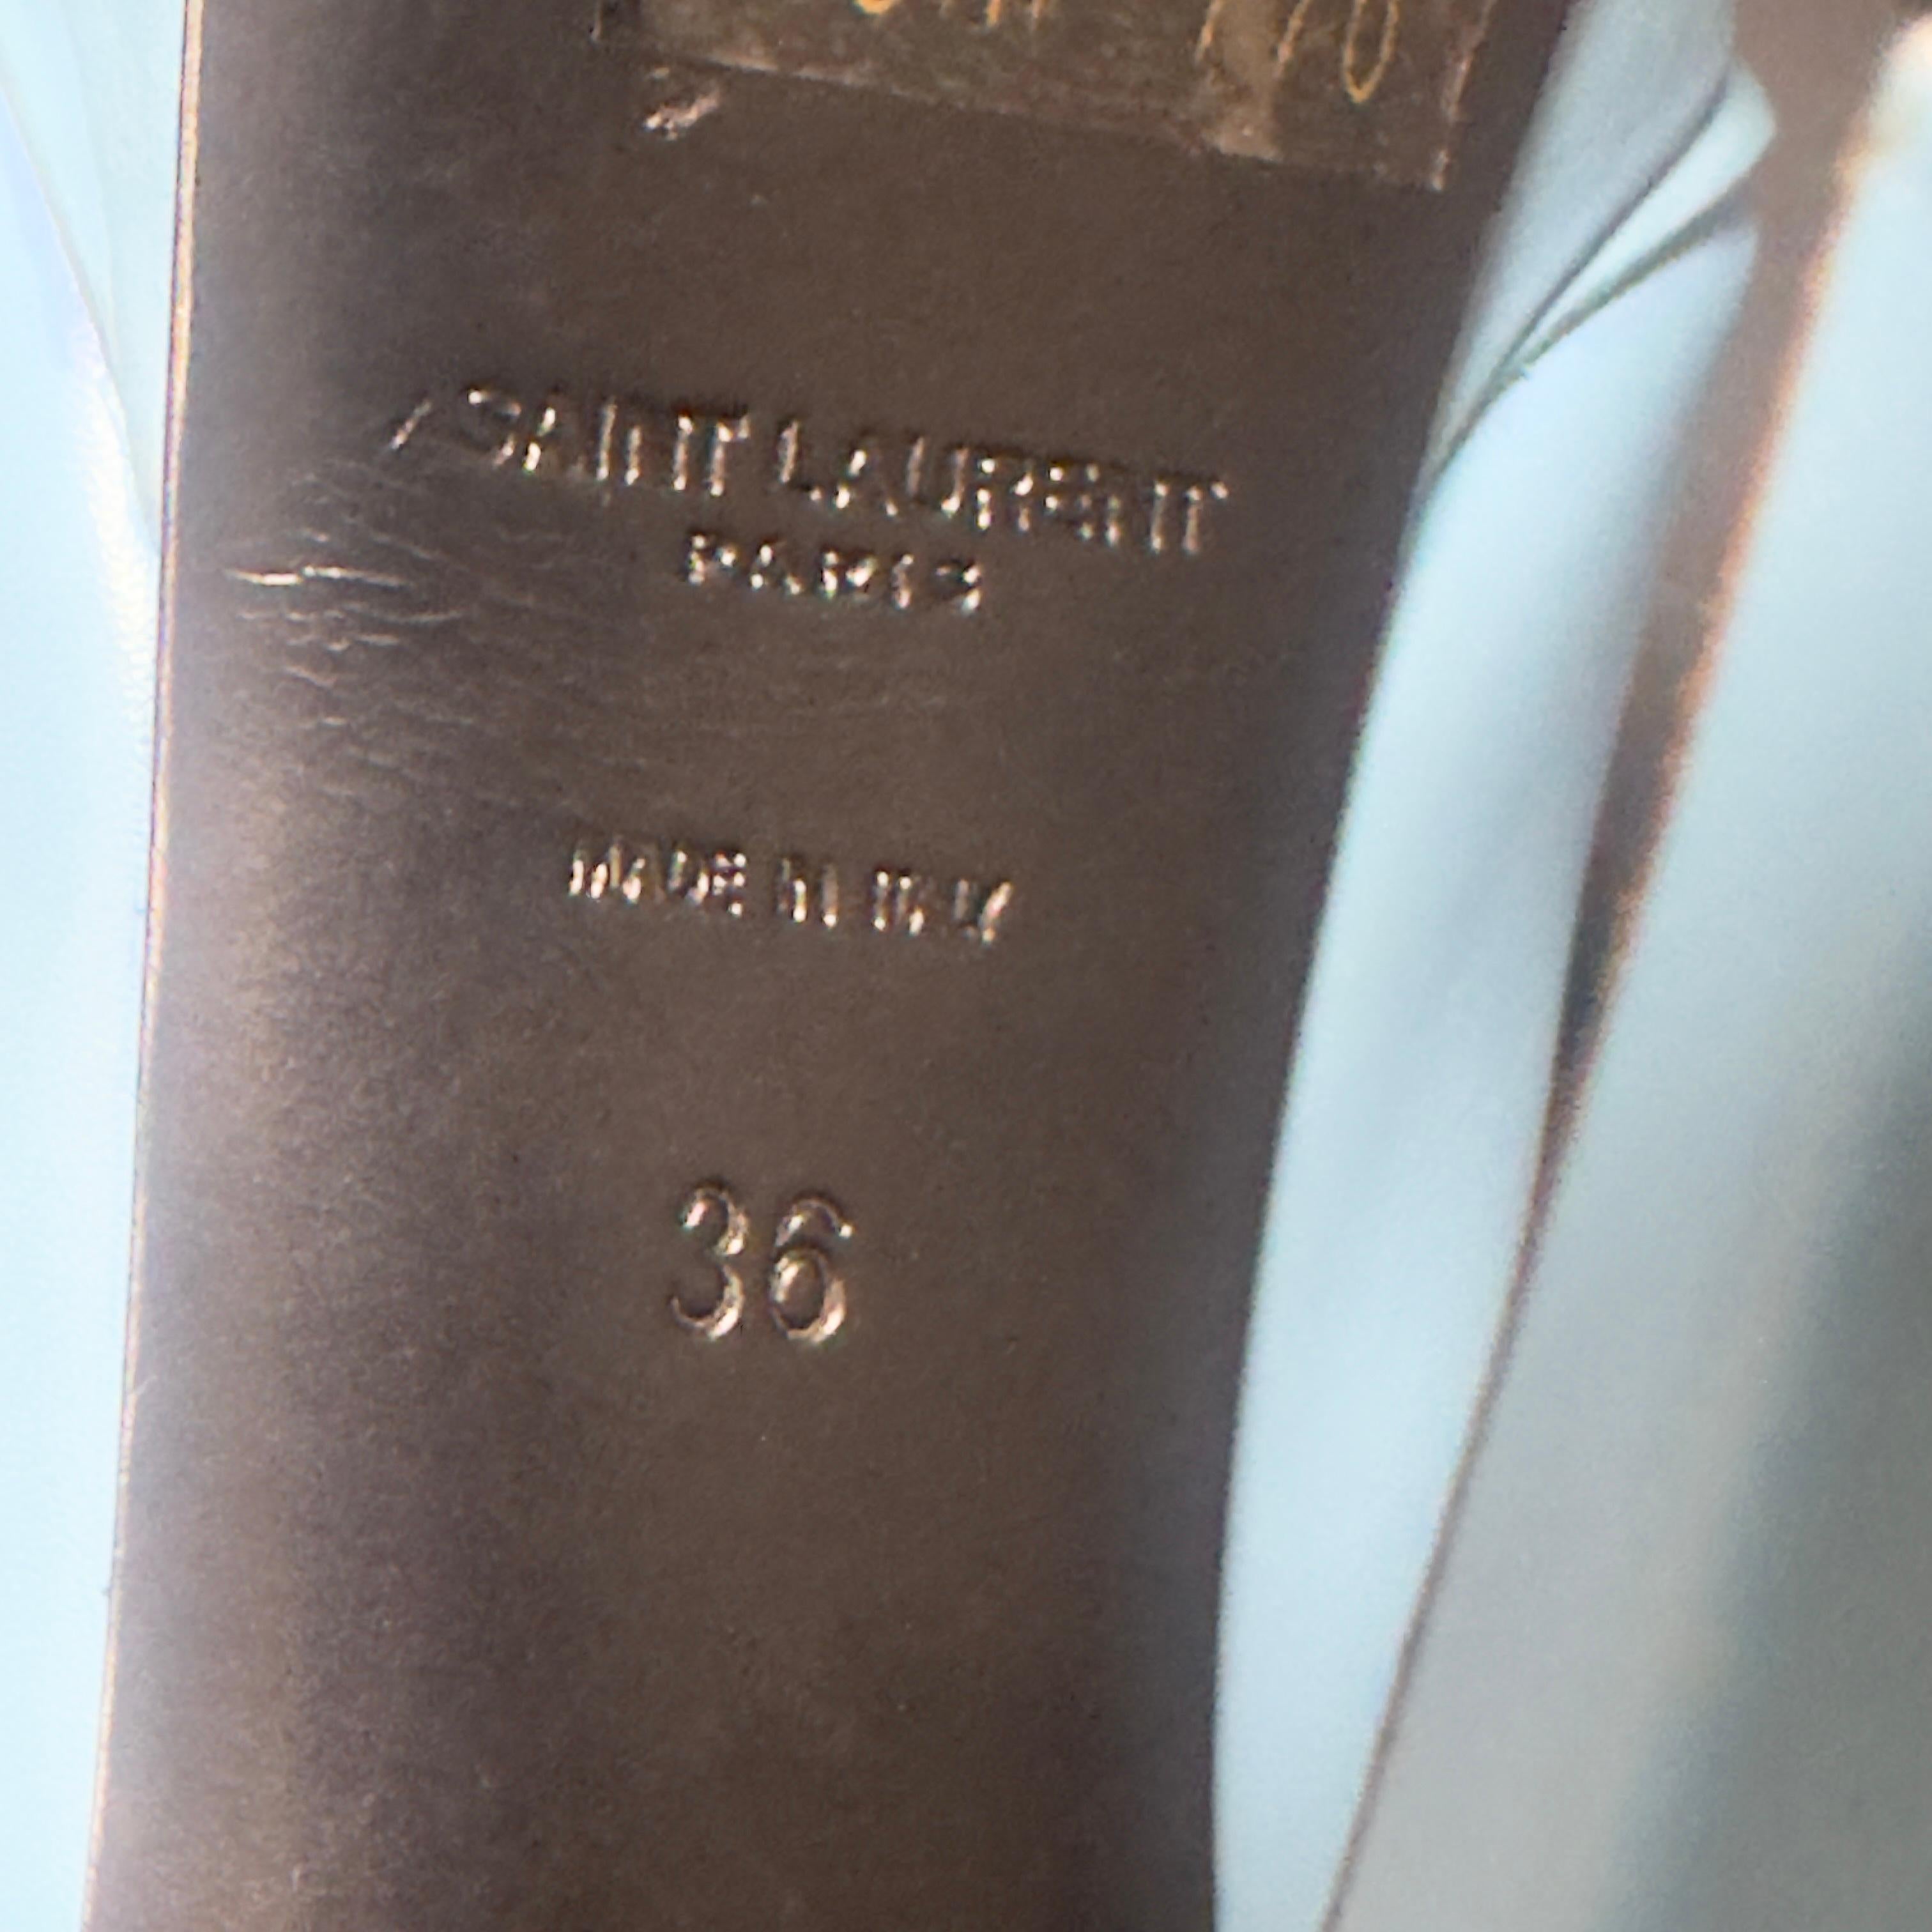 SAINT LAURENT
PARIS
MADE IN ITALY
36